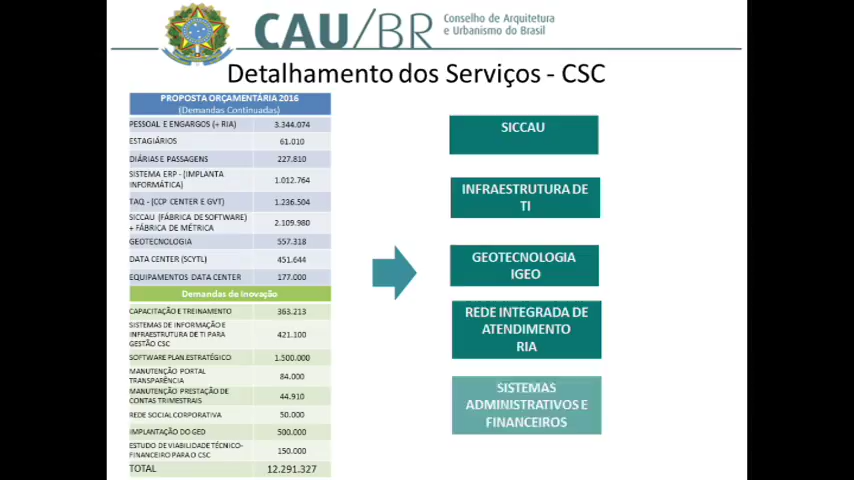 CAU/BR
Conselho de Arquitetura
e Urbanismo do Brasil
Detalhamento dos Serviços - CSC
PROPOSTA ORÇAMENTÁRIA 2016
(Demandas Continuadas)
PESSOAL E ENGARGOS (+ RIA) 3.344.074
ESTAGIÁRIOS 61.010
DIÁRIAS E PASSAGENS 227.810
SISTEMA ERP - (IMPLANTA
INFORMÁTICA) 1.012.764
TAQ - (CCP CENTER E GVT) 1.236.504
SICCAU (FÁBRICA DE SOFTWARE)
+ FÁBRICA DE MÉTRICA 2.109.980
GEOTECNOLOGIA 557.318
DATA CENTER (SCYTL) 451.644
EQUIPAMENTOS DATA CENTER 177.000
Demandas de Inovação
CAPACITAÇÃO E TREINAMENTO 363.213
SISTEMAS DE INFORMAÇÃO E
INFRAESTRUTURA DE TI PARA
GESTÃO CSC 421.100
SOFTWARE PLAN.ESTRATÉGICO 1.500.000
MANUTENÇÃO PORTAL
TRANSPARÊNCIA 84.000
MANUTENÇÃO PRESTAÇÃO DE
CONTAS TRIMESTRAIS 44.910
REDE SOCIAL CORPORATIVA 50.000
IMPLANTAÇÃO DO GED 500.000
ESTUDO DE VIABILIDADE TÉCNICO-
FINANCEIRO PARA O CSC 150.000
TOTAL 12.291.327
SICCAU
INFRAESTRUTURA DE
TI
GEOTECNOLOGIA
IGEO
REDE INTEGRADA DE
ATENDIMENTO
RIA
SISTEMAS
ADMINISTRATIVOS E
FINANCEIROS